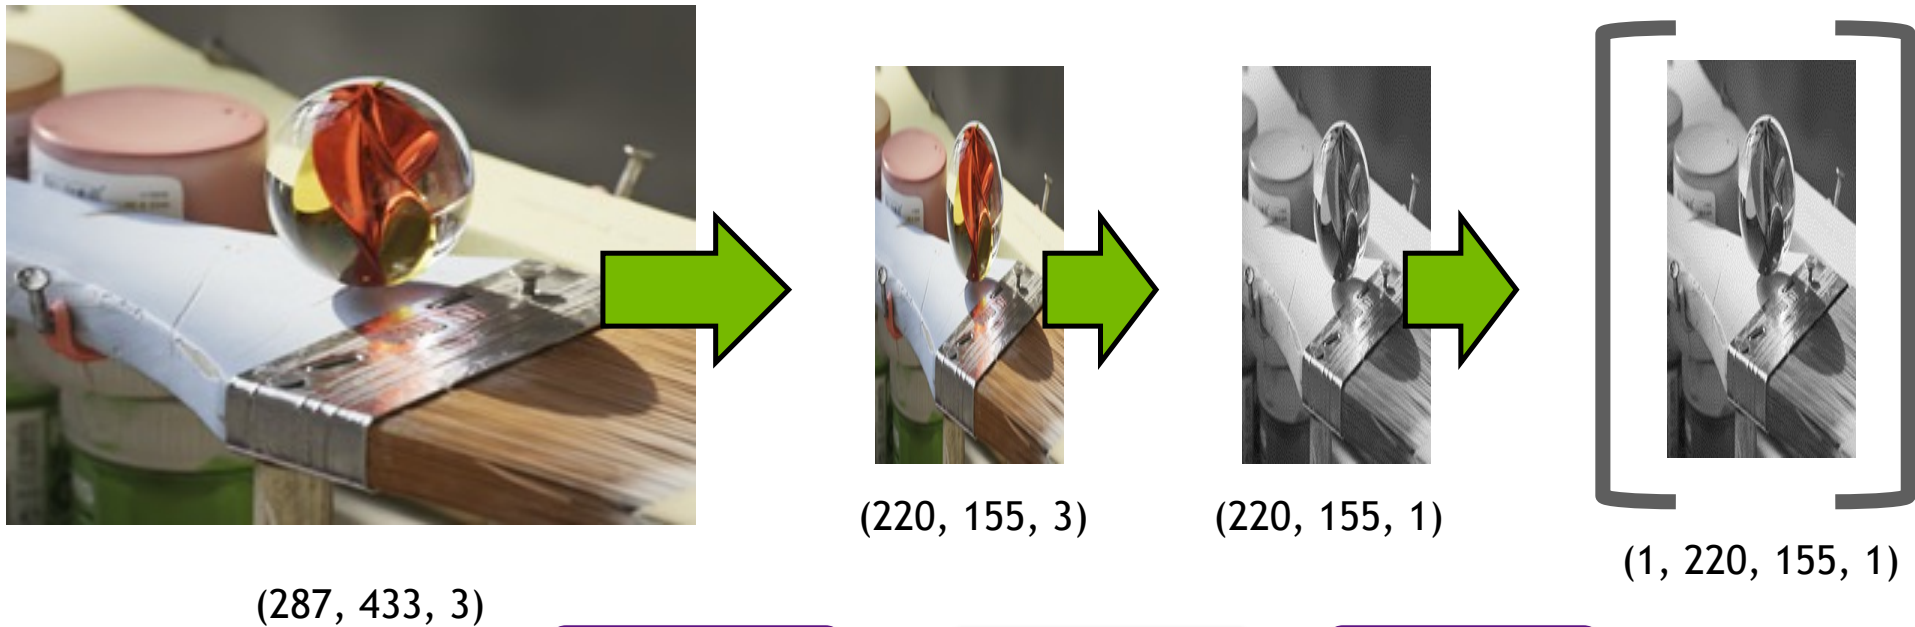 (220, 155, 3)
(220, 155, 1)
(1, 220, 155, 1)
(287, 433, 3)